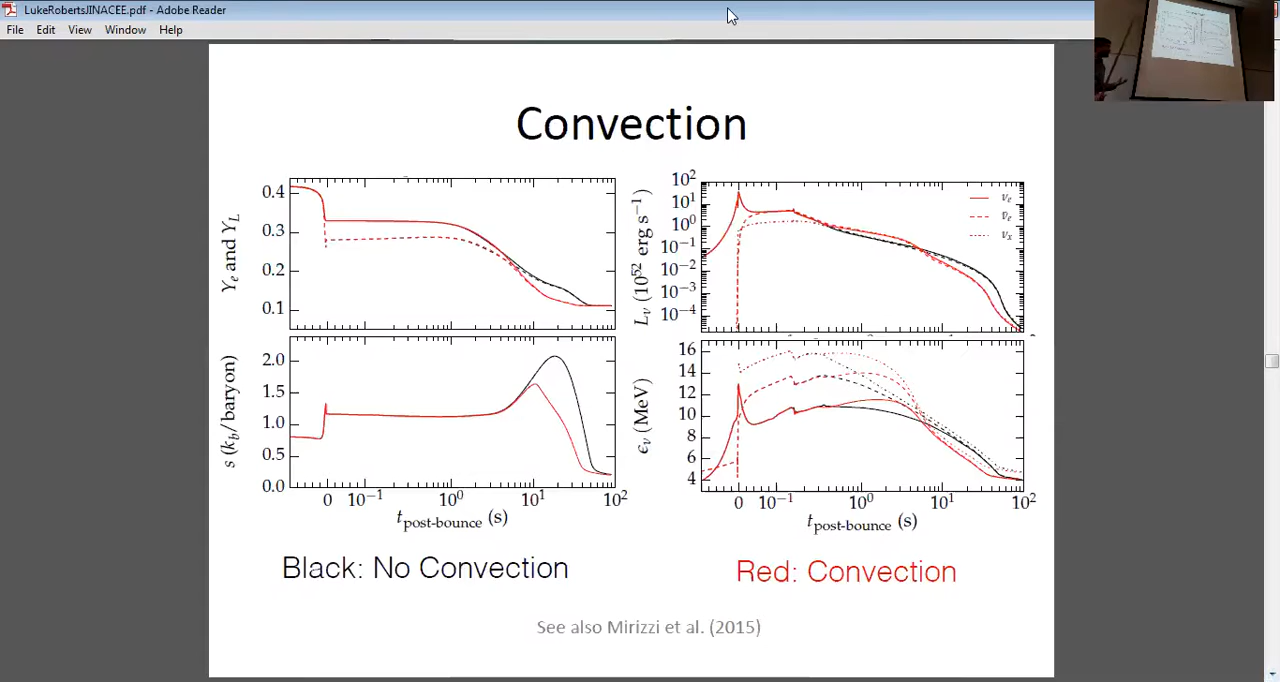 LukeRobertsJINACEE.pdf - Adobe Reader
File Edit View Window Help
Convection
Y_e and Y_L
0.4
0.3
0.2
0.1
s (k_b/baryon)
2.0
1.5
1.0
0.5
0.0
0 10^-1 10^0 10^1 10^2
t_post-bounce (s)
L_ν (10^52 erg s^-1)
10^2
10^1
10^0
10^-1
10^-2
10^-3
10^-4
ν_e
ν̄_e
ν_x
ϵ_ν (MeV)
16
14
12
10
8
6
4
0 10^-1 10^0 10^1 10^2
t_post-bounce (s)
Black: No Convection
Red: Convection
See also Mirizzi et al. (2015)